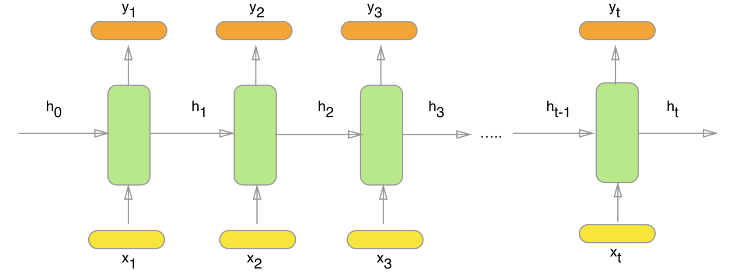 y1 y2 y3 yt
h0 h1 h2 h3 ..... ht-1 ht
x1 x2 x3 xt